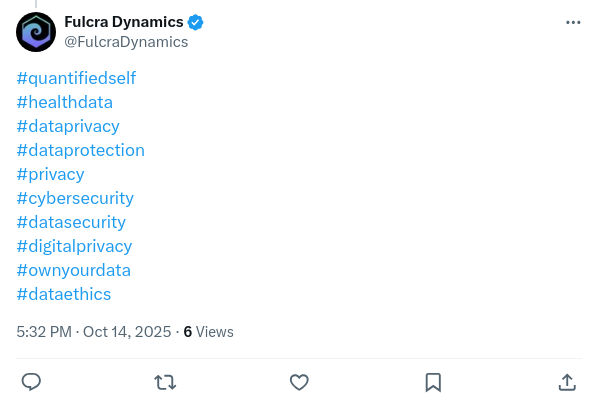 Fulcra Dynamics
@FulcraDynamics
#quantifiedself
#healthdata
#dataprivacy
#dataprotection
#privacy
#cybersecurity
#datasecurity
#digitalprivacy
#ownyourdata
#dataethics
5:32 PM · Oct 14, 2025 · 6 Views